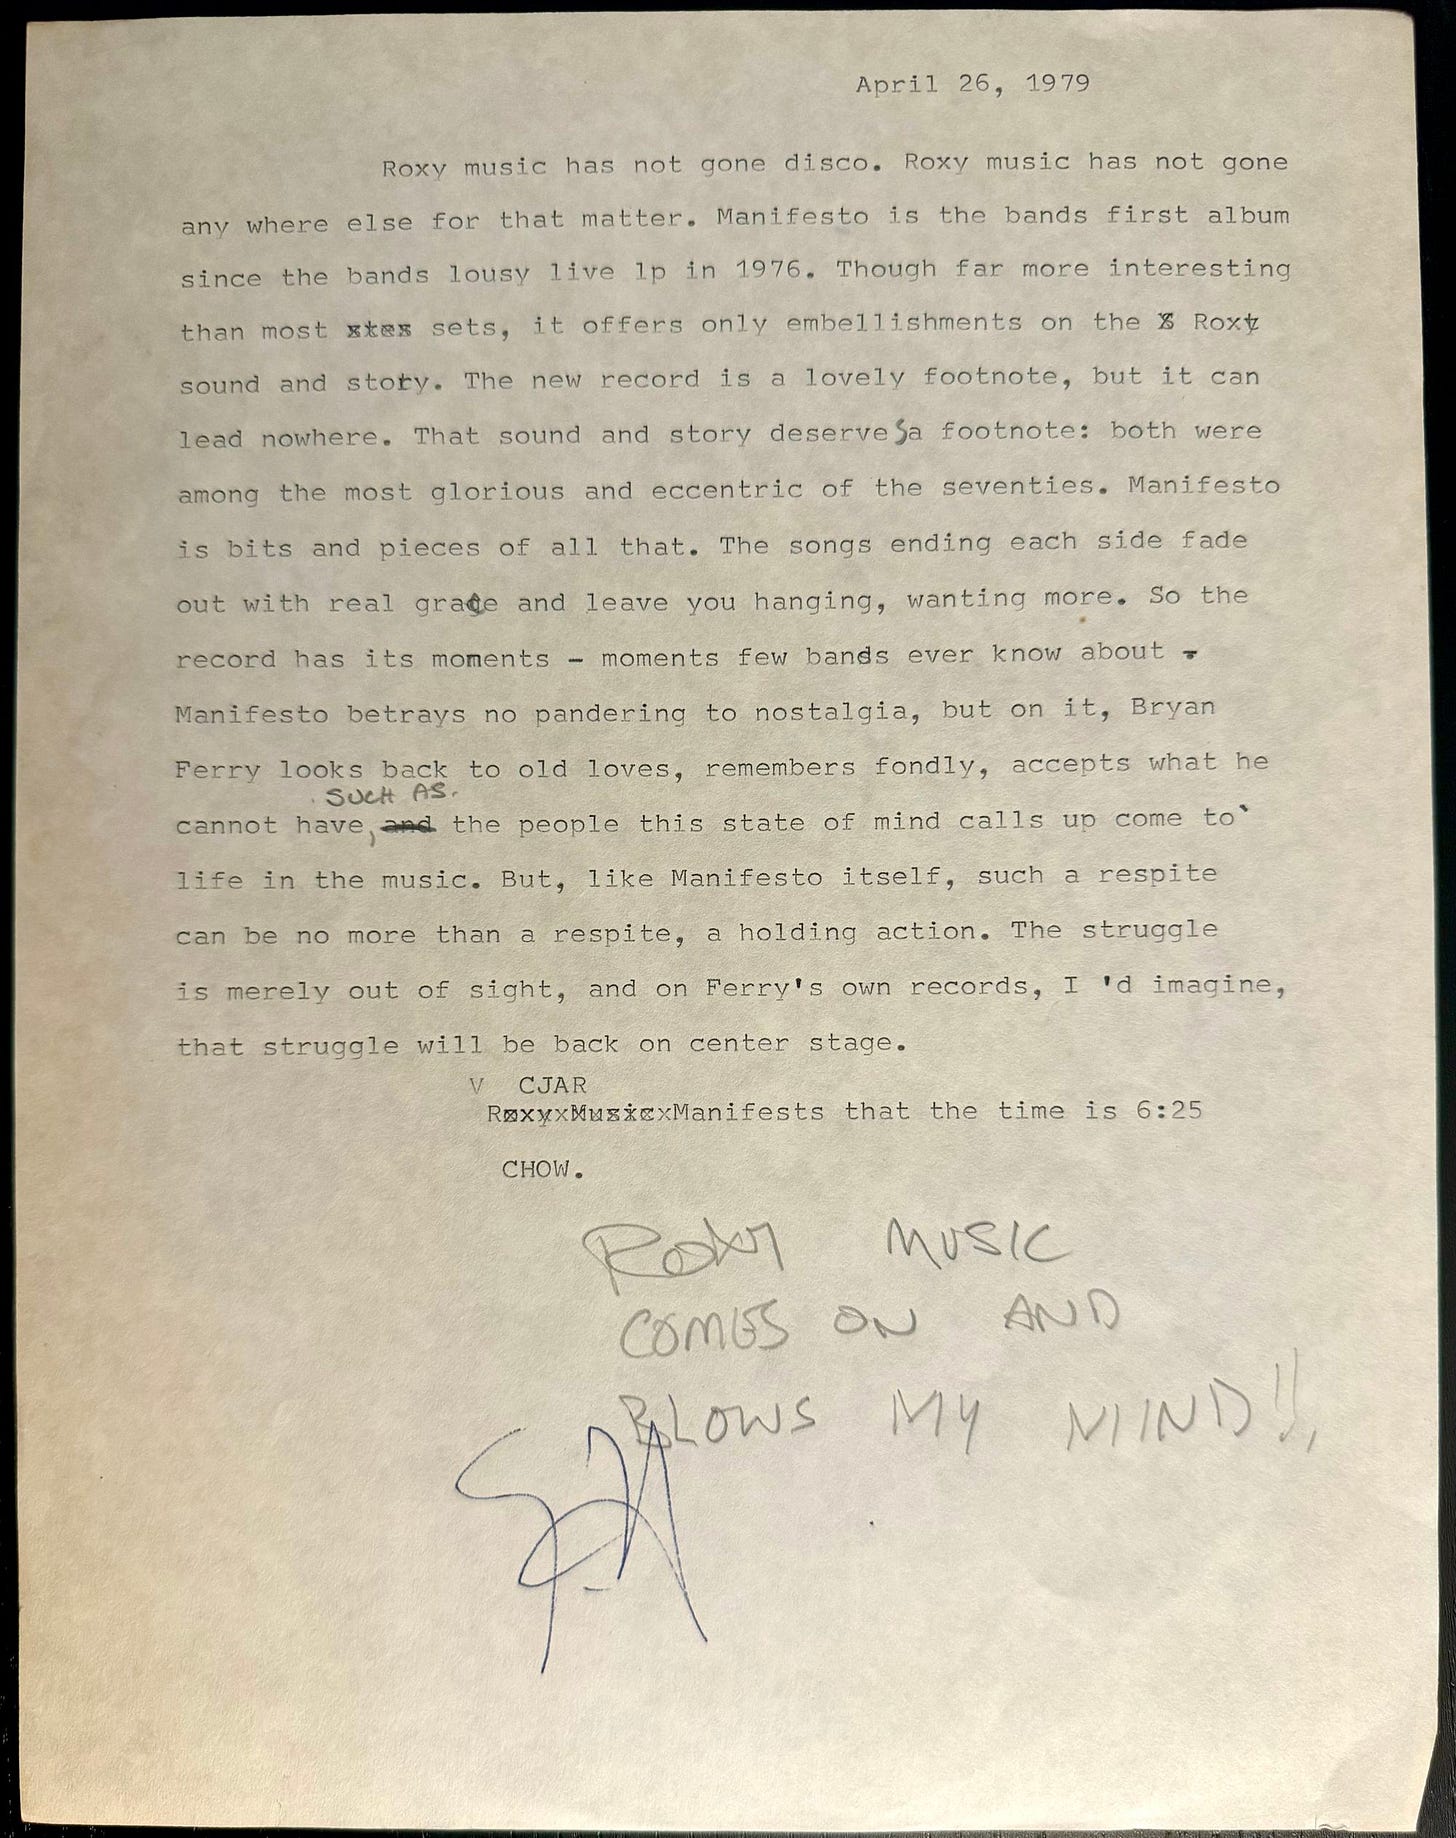 April 26, 1979
Roxy music has not gone disco. Roxy music has not gone
any where else for that matter. Manifesto is the bands first album
since the bands lousy live lp in 1976. Though far more interesting
than most sets, it offers only embellishments on the Roxy
sound and story. The new record is a lovely footnote, but it can
lead nowhere. That sound and story deserve S a footnote: both were
among the most glorious and eccentric of the seventies. Manifesto
is bits and pieces of all that. The songs ending each side fade
out with real grace and leave you hanging, wanting more. So the
record has its moments - moments few bands ever know about -
Manifesto betrays no pandering to nostalgia, but on it, Bryan
Ferry looks back to old loves, remembers fondly, accepts what he
SUCH AS
cannot have, and the people this state of mind calls up come to
life in the music. But, like Manifesto itself, such a respite
can be no more than a respite, a holding action. The struggle
is merely out of sight, and on Ferry's own records, I 'd imagine,
that struggle will be back on center stage.
V CJAR
RoxyxMusicxManifests that the time is 6:25
CHOW.
ROXY MUSIC
COMES ON AND
BLOWS MY MIND!!